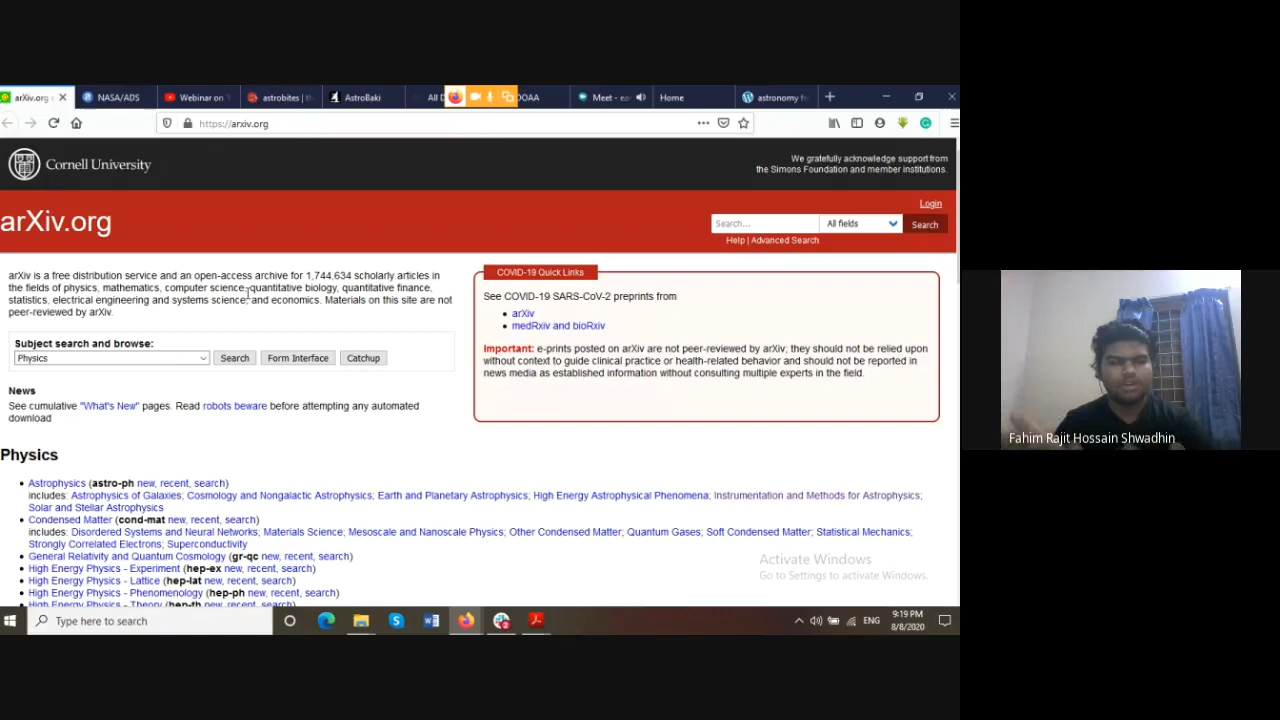 arXiv.org
NASA/ADS
Webinar on
astrobites | th
AstroBaki
All D
OAA
Meet - ea
Home
astronomy fr
https://arxiv.org
Cornell University
We gratefully acknowledge support from
the Simons Foundation and member institutions.
arXiv.org
Login
Search...
All fields
Search
Help | Advanced Search
arXiv is a free distribution service and an open-access archive for 1,744,634 scholarly articles in
the fields of physics, mathematics, computer science, quantitative biology, quantitative finance,
statistics, electrical engineering and systems science, and economics. Materials on this site are not
peer-reviewed by arXiv.
Subject search and browse:
Physics
Search
Form Interface
Catchup
News
See cumulative "What's New" pages. Read robots beware before attempting any automated
download
COVID-19 Quick Links
See COVID-19 SARS-CoV-2 preprints from
• arXiv
• medRxiv and bioRxiv
Important: e-prints posted on arXiv are not peer-reviewed by arXiv; they should not be relied upon
without context to guide clinical practice or health-related behavior and should not be reported in
news media as established information without consulting multiple experts in the field.
Physics
• Astrophysics (astro-ph new, recent, search)
includes: Astrophysics of Galaxies; Cosmology and Nongalactic Astrophysics; Earth and Planetary Astrophysics; High Energy Astrophysical Phenomena; Instrumentation and Methods for Astrophysics;
Solar and Stellar Astrophysics
• Condensed Matter (cond-mat new, recent, search)
includes: Disordered Systems and Neural Networks; Materials Science; Mesoscale and Nanoscale Physics; Other Condensed Matter; Quantum Gases; Soft Condensed Matter; Statistical Mechanics;
Strongly Correlated Electrons; Superconductivity
• General Relativity and Quantum Cosmology (gr-qc new, recent, search)
• High Energy Physics - Experiment (hep-ex new, recent, search)
• High Energy Physics - Lattice (hep-lat new, recent, search)
• High Energy Physics - Phenomenology (hep-ph new, recent, search)
• High Energy Physics - Theory (hep-th new, recent, search)
Activate Windows
Go to Settings to activate Windows.
Type here to search
ENG
9:19 PM
8/8/2020
Fahim Rajit Hossain Shwadhin